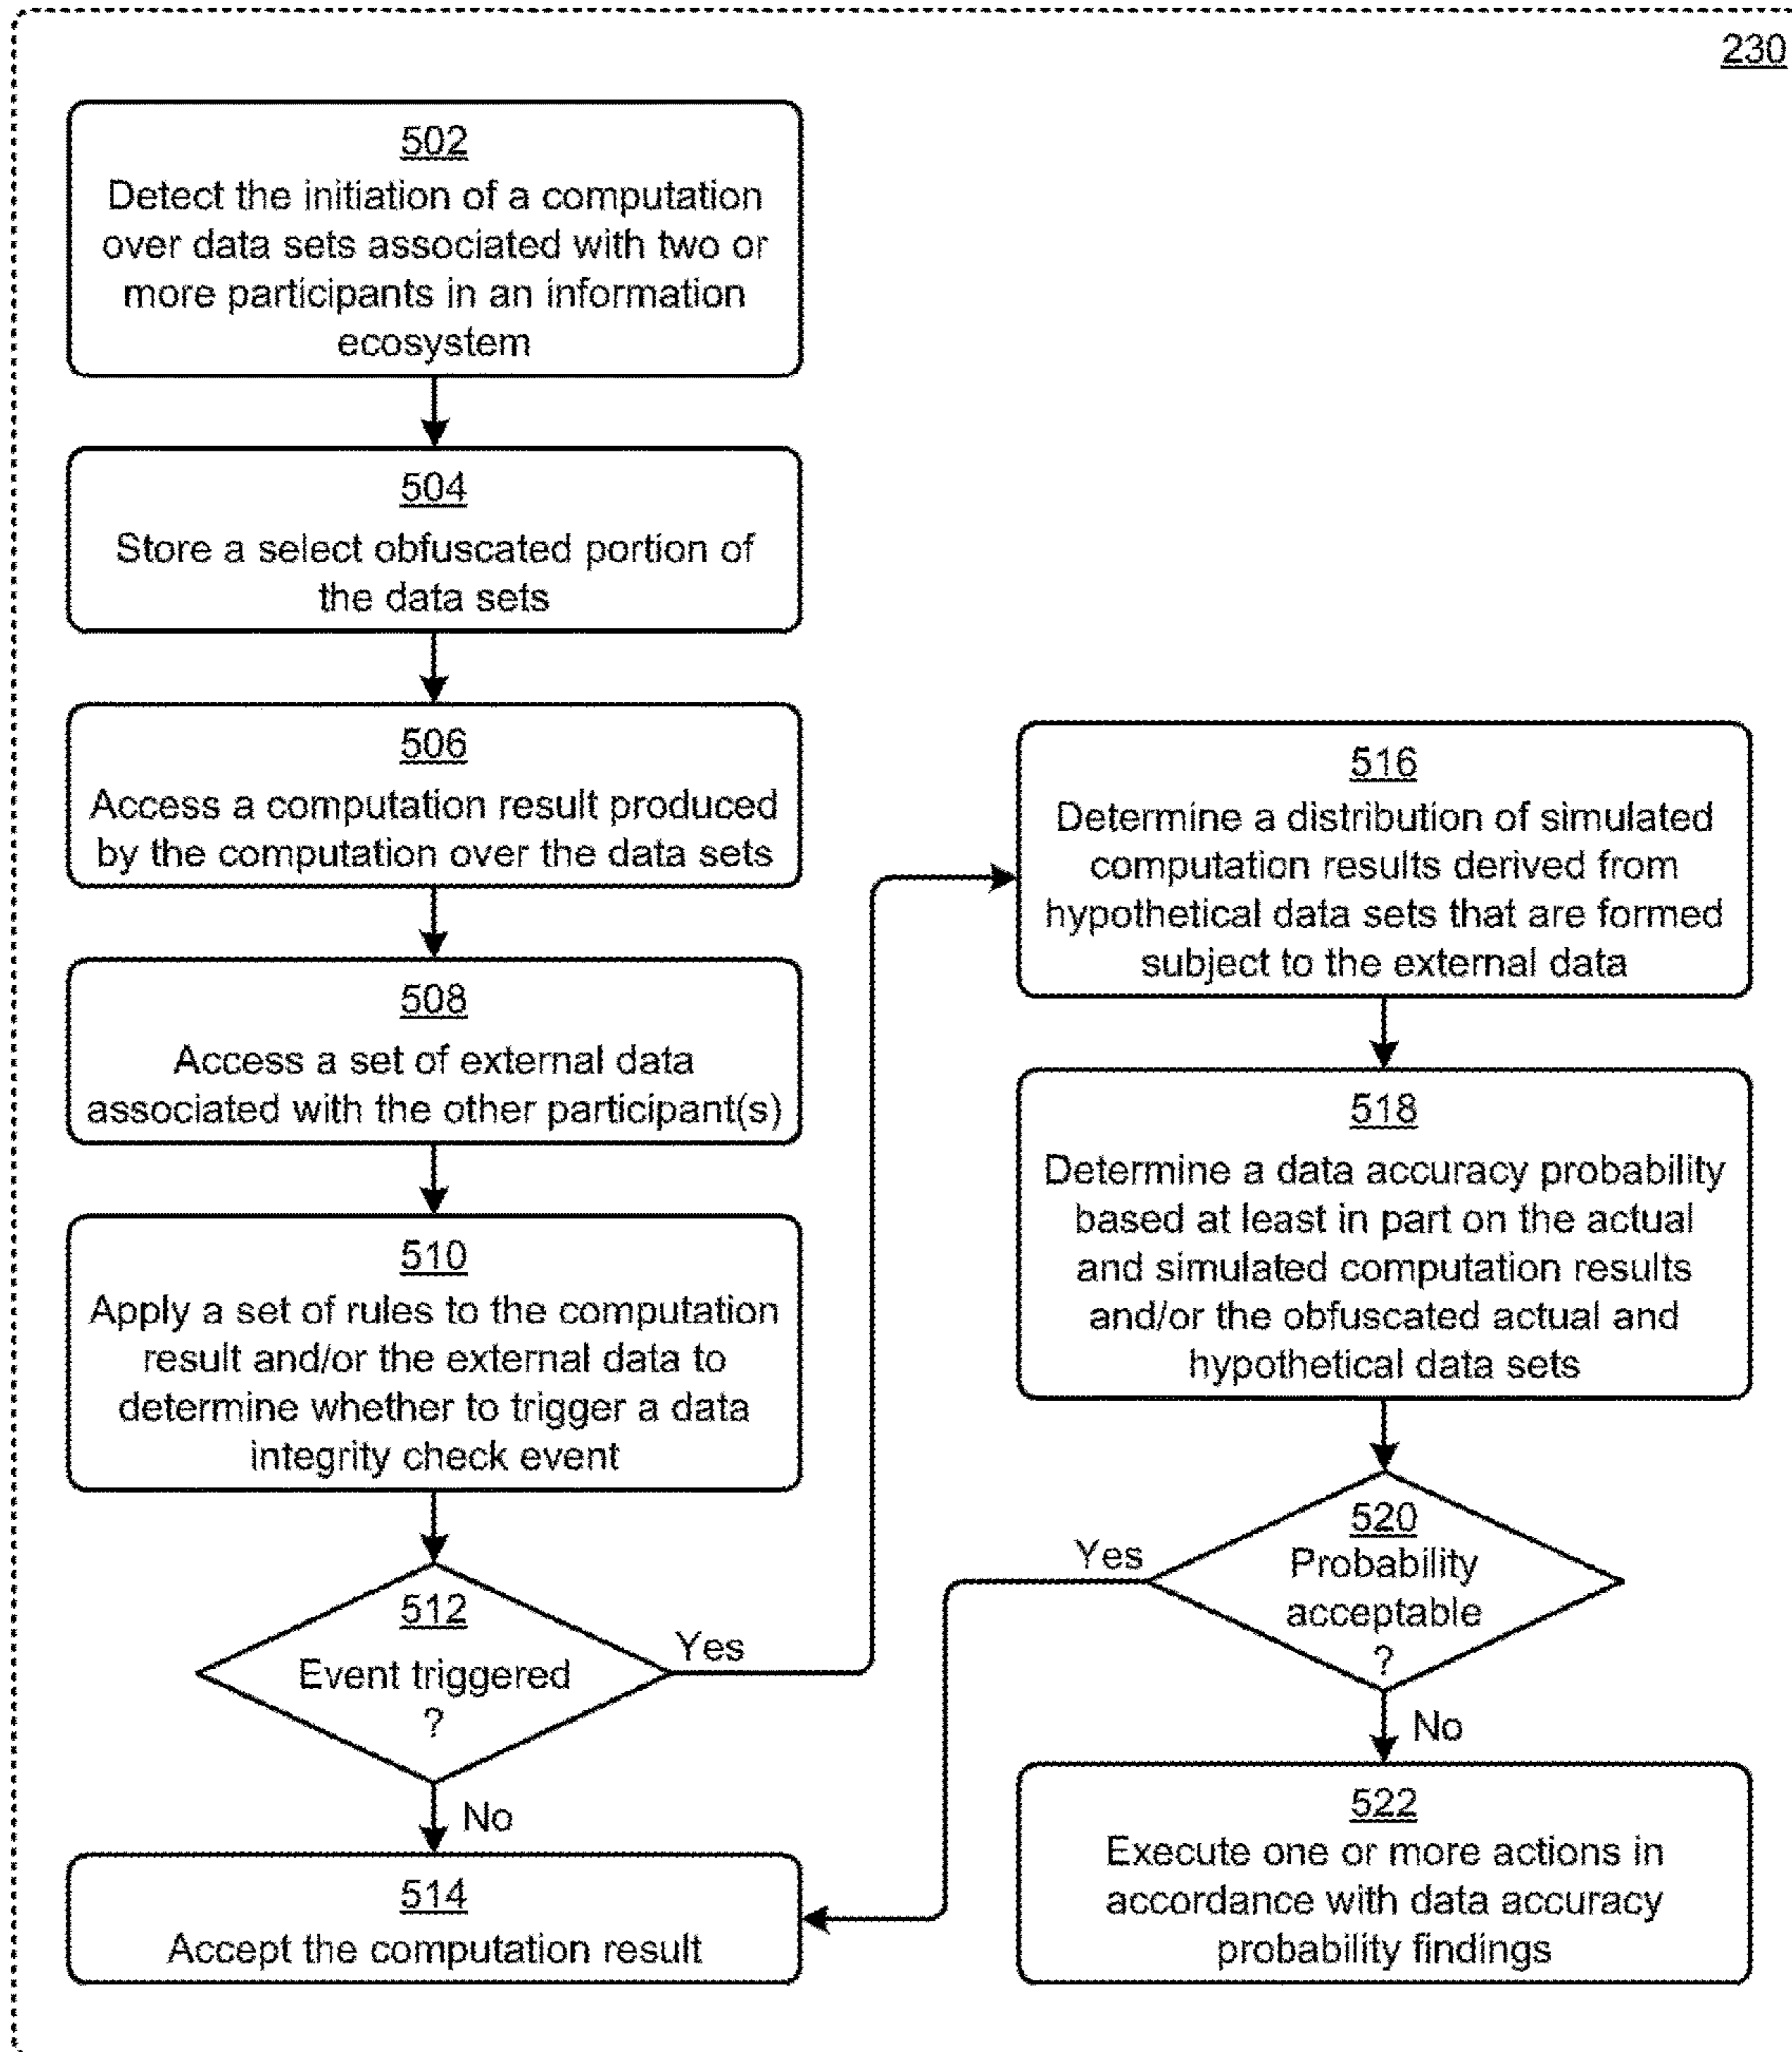 230
502
Detect the initiation of a computation
over data sets associated with two or
more participants in an information
ecosystem
504
Store a select obfuscated portion of
the data sets
506
Access a computation result produced
by the computation over the data sets
508
Access a set of external data
associated with the other participant(s)
510
Apply a set of rules to the computation
result and/or the external data to
determine whether to trigger a data
integrity check event
512
Event triggered
?
Yes
No
514
Accept the computation result
516
Determine a distribution of simulated
computation results derived from
hypothetical data sets that are formed
subject to the external data
518
Determine a data accuracy probability
based at least in part on the actual
and simulated computation results
and/or the obfuscated actual and
hypothetical data sets
520
Probability
acceptable
?
Yes
No
522
Execute one or more actions in
accordance with data accuracy
probability findings